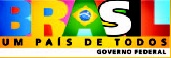 BRASIL
UM PAÍS DE TODOS
GOVERNO FEDERAL